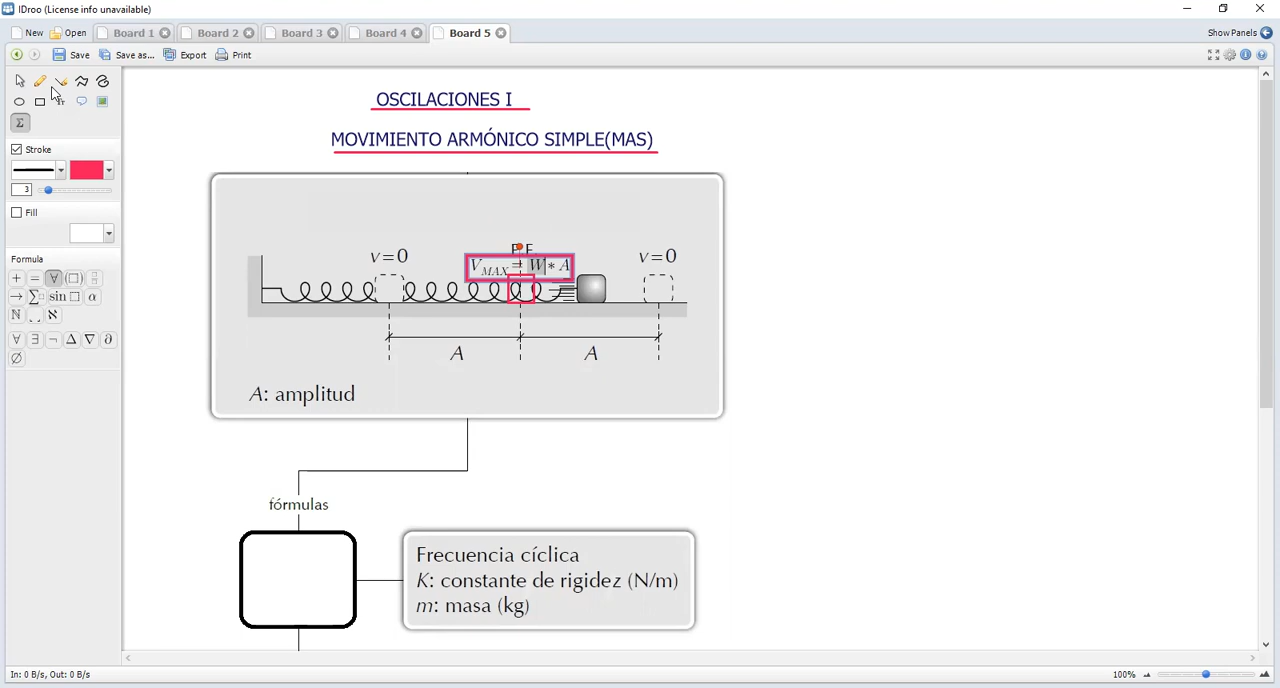 IDroo (License info unavailable)
New Open Board 1 Board 2 Board 3 Board 4 Board 5 Show Panels
Save Save as... Export Print
OSCILACIONES I
MOVIMIENTO ARMÓNICO SIMPLE(MAS)
Σ
Stroke
3
Fill
Formula
+ = ∀ (□)
→ Σ sin □ α
ℕ ℵ
∀ ∃ ¬ Δ ∇ ∂
∅
v=0
V_MAX = W * A
v=0
A A
A: amplitud
fórmulas
Frecuencia cíclica
K: constante de rigidez (N/m)
m: masa (kg)
In: 0 B/s, Out: 0 B/s 100%